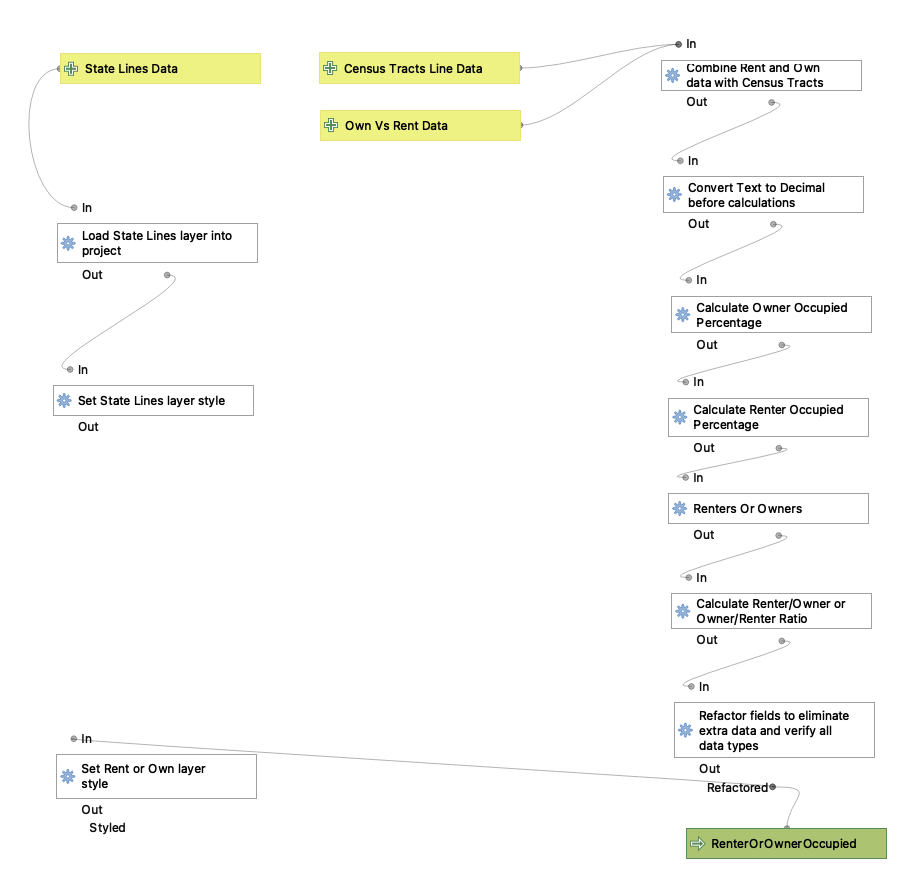 State Lines Data
In
Load State Lines layer into
project
Out
In
Set State Lines layer style
Out
Census Tracts Line Data
Own Vs Rent Data
In
Combine Rent and Own
data with Census Tracts
Out
In
Convert Text to Decimal
before calculations
Out
In
Calculate Owner Occupied
Percentage
Out
In
Calculate Renter Occupied
Percentage
Out
In
Renters Or Owners
Out
In
Calculate Renter/Owner or
Owner/Renter Ratio
Out
In
Refactor fields to eliminate
extra data and verify all
data types
Out
Refactored
RenterOrOwnerOccupied
In
Set Rent or Own layer
style
Out
Styled